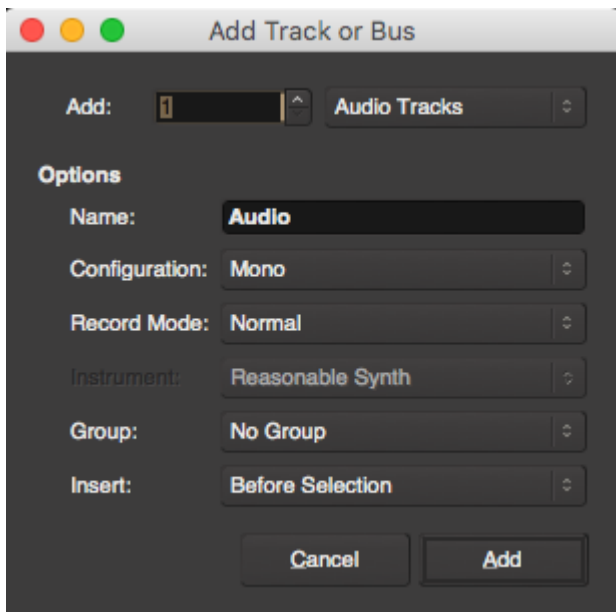 Add Track or Bus
Add: 1 Audio Tracks
Options
Name: Audio
Configuration: Mono
Record Mode: Normal
Instrument: Reasonable Synth
Group: No Group
Insert: Before Selection
Cancel Add